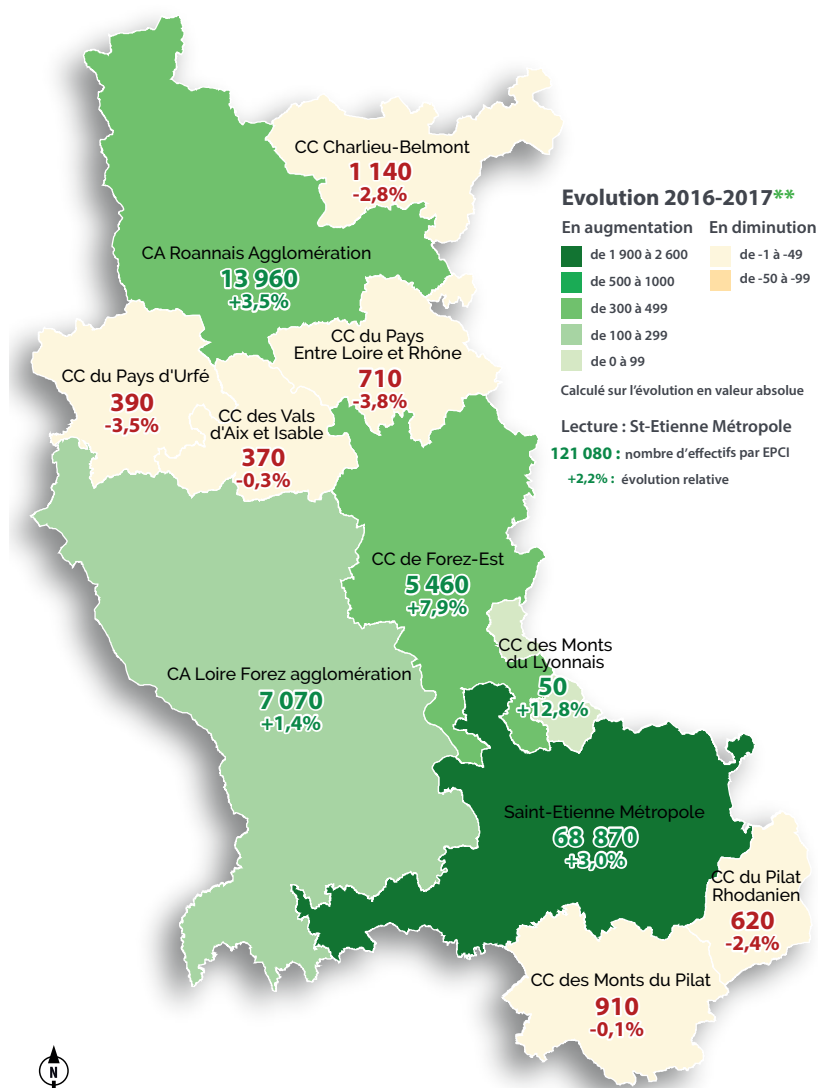 CC Charlieu-Belmont
1 140
-2,8%
Evolution 2016-2017**
En augmentation
de 1 900 à 2 600
de 500 à 1000
de 300 à 499
de 100 à 299
de 0 à 99
En diminution
de -1 à -49
de -50 à -99
Calculé sur l'évolution en valeur absolue
Lecture : St-Etienne Métropole
121 080 : nombre d'effectifs par EPCI
+2,2% : évolution relative
CA Roannais Agglomération
13 960
+3,5%
CC du Pays
Entre Loire et Rhône
710
-3,8%
CC du Pays d'Urfé
390
-3,5%
CC des Vals
d'Aix et Isable
370
-0,3%
CC de Forez-Est
5 460
+7,9%
CC des Monts
du Lyonnais
50
+12,8%
CA Loire Forez agglomération
7 070
+1,4%
Saint-Etienne Métropole
68 870
+3,0%
CC du Pilat
Rhodanien
620
-2,4%
CC des Monts du Pilat
910
-0,1%
N